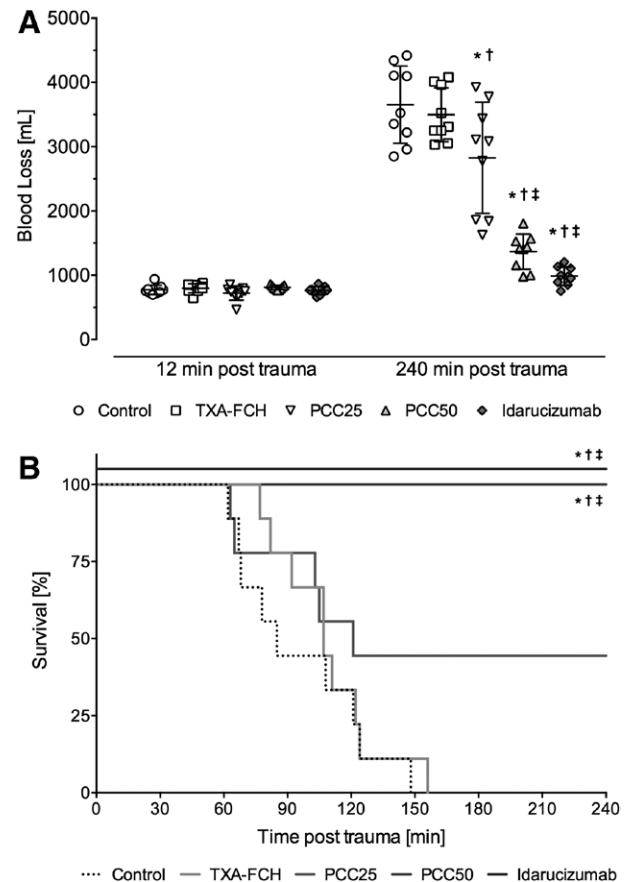 A
5000
4000
3000
2000
1000
0
Blood Loss [mL]
*†
*†‡
*†‡
12 min post trauma 240 min post trauma
Control TXA-FCH PCC25 PCC50 Idarucizumab
B
*†‡
*†‡
100
75
50
25
0
Survival [%]
0 30 60 90 120 150 180 210 240
Time post trauma [min]
Control TXA-FCH PCC25 PCC50 Idarucizumab